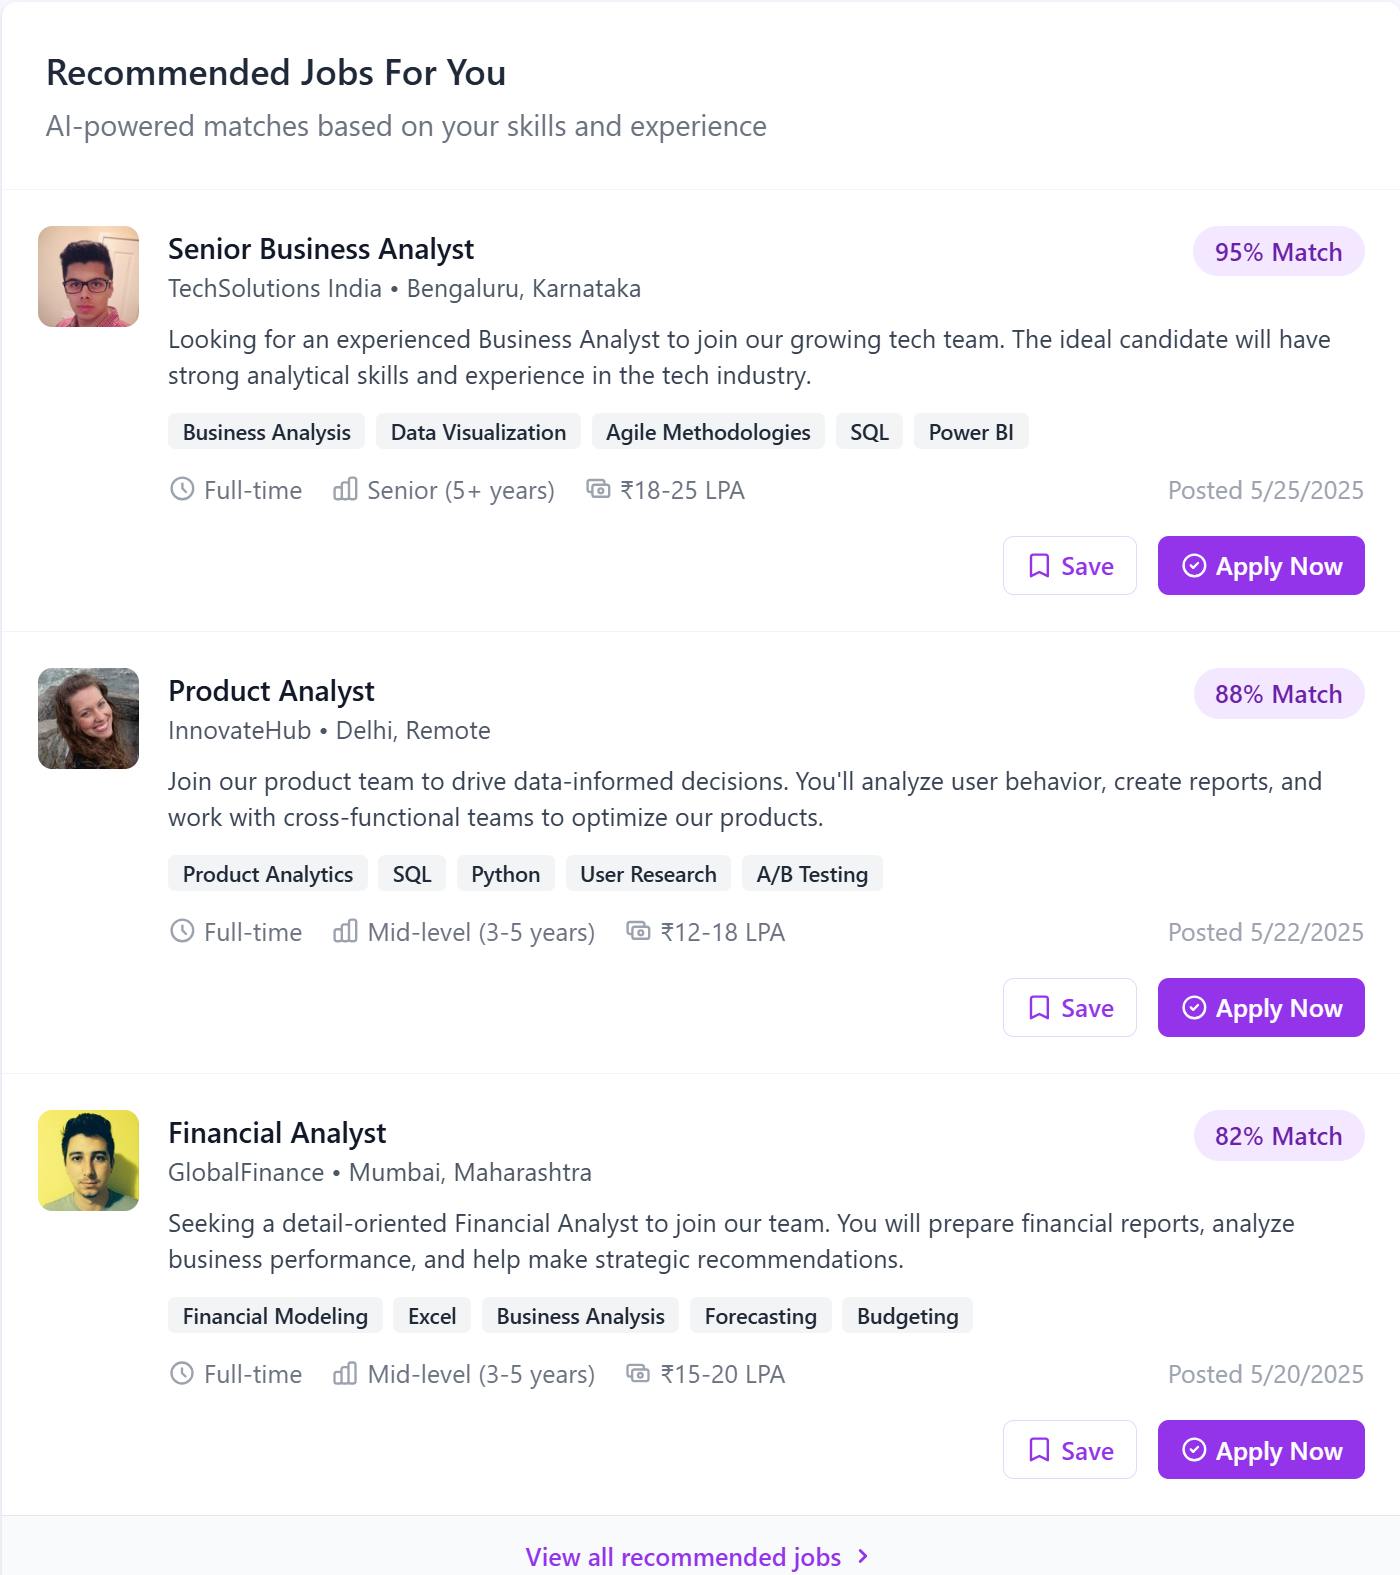 Recommended Jobs For You
AI-powered matches based on your skills and experience
Senior Business Analyst
95% Match
TechSolutions India • Bengaluru, Karnataka
Looking for an experienced Business Analyst to join our growing tech team. The ideal candidate will have
strong analytical skills and experience in the tech industry.
Business Analysis Data Visualization Agile Methodologies SQL Power BI
Full-time Senior (5+ years) ₹18-25 LPA Posted 5/25/2025
Save Apply Now
Product Analyst
88% Match
InnovateHub • Delhi, Remote
Join our product team to drive data-informed decisions. You'll analyze user behavior, create reports, and
work with cross-functional teams to optimize our products.
Product Analytics SQL Python User Research A/B Testing
Full-time Mid-level (3-5 years) ₹12-18 LPA Posted 5/22/2025
Save Apply Now
Financial Analyst
82% Match
GlobalFinance • Mumbai, Maharashtra
Seeking a detail-oriented Financial Analyst to join our team. You will prepare financial reports, analyze
business performance, and help make strategic recommendations.
Financial Modeling Excel Business Analysis Forecasting Budgeting
Full-time Mid-level (3-5 years) ₹15-20 LPA Posted 5/20/2025
Save Apply Now
View all recommended jobs